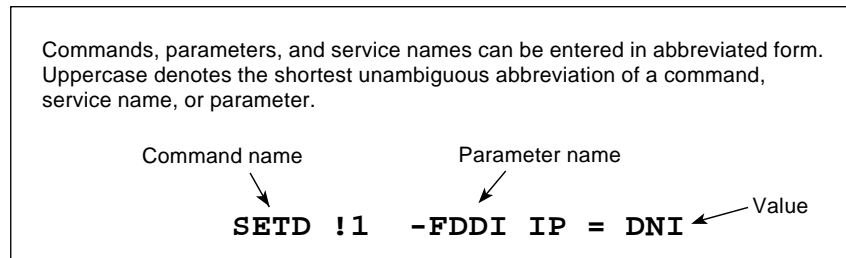 Commands, parameters, and service names can be entered in abbreviated form.
Uppercase denotes the shortest unambiguous abbreviation of a command,
service name, or parameter.
Command name
Parameter name
Value
SETD !1 -FDDI IP = DNI